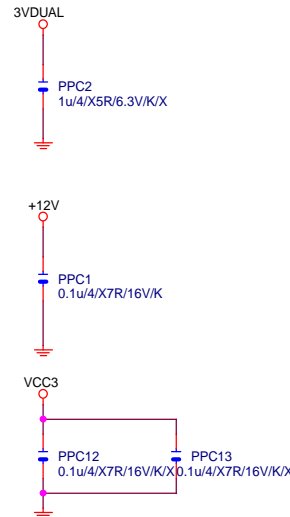 3VDUAL
PPC2
1u/4/X5R/6.3V/K/X
+12V
PPC1
0.1u/4/X7R/16V/K
VCC3
PPC12
0.1u/4/X7R/16V/K/X
PPC13
0.1u/4/X7R/16V/K/X